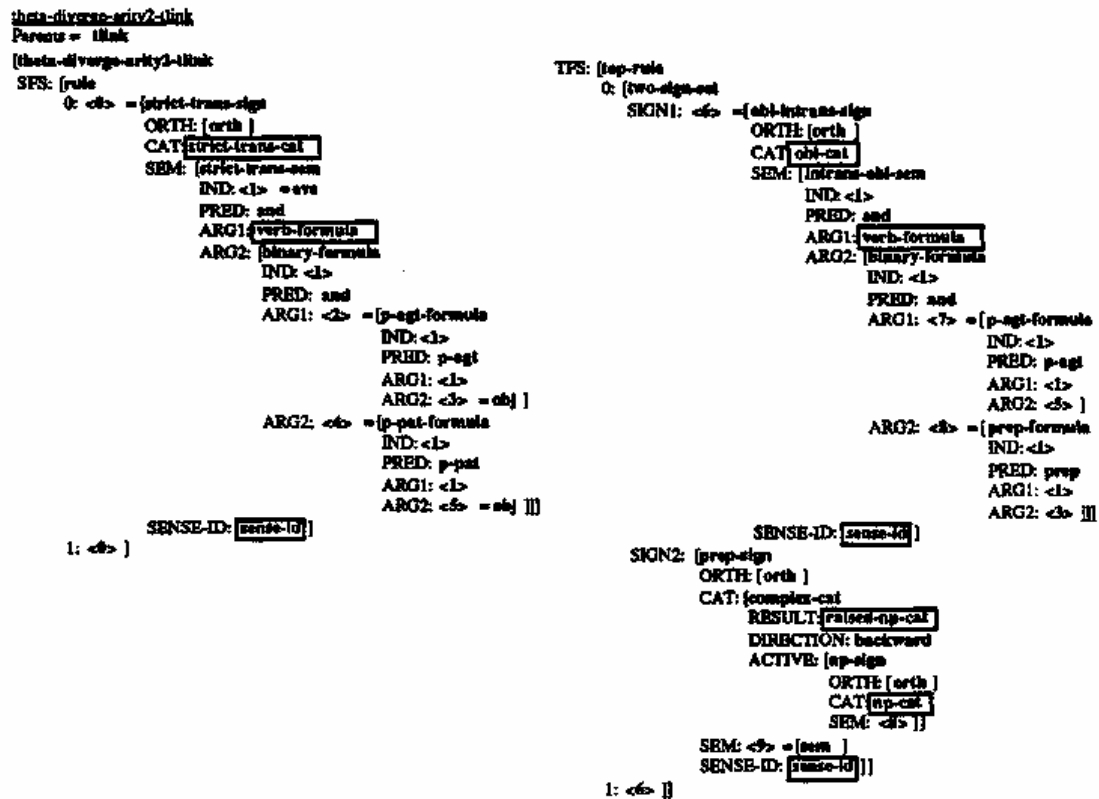 theta-diverge-arity2-tlink
Parents = tlink
[theta-diverge-arity2-tlink
SFS: [rule
0: <0> = [strict-trans-sign
ORTH: [orth ]
CAT: strict-trans-cat
SEM: [strict-trans-sem
IND: <1> = eve
PRED: and
ARG1: verb-formula
ARG2: [binary-formula
IND: <1>
PRED: and
ARG1: <2> = [p-agt-formula
IND: <1>
PRED: p-agt
ARG1: <1>
ARG2: <3> = obj ]
ARG2: <4> = [p-pat-formula
IND: <1>
PRED: p-pat
ARG1: <1>
ARG2: <5> = obj ]]]
SENSE-ID: sense-id ]
1: <0> ]
TFS: [top-rule
0: [two-sign-set
SIGN1: <6> = [obl-intrans-sign
ORTH: [orth ]
CAT: obl-cat
SEM: [intrans-obl-sem
IND: <1>
PRED: and
ARG1: verb-formula
ARG2: [binary-formula
IND: <1>
PRED: and
ARG1: <7> = [p-agt-formula
IND: <1>
PRED: p-agt
ARG1: <1>
ARG2: <5> ]
ARG2: <8> = [prep-formula
IND: <1>
PRED: prep
ARG1: <1>
ARG2: <3> ]]]
SENSE-ID: sense-id ]
SIGN2: [prep-sign
ORTH: [orth ]
CAT: [complex-cat
RESULT: raised-np-cat
DIRECTION: backward
ACTIVE: [np-sign
ORTH: [orth ]
CAT: np-cat
SEM: <8> ]]
SEM: <9> = [sem ]
SENSE-ID: sense-id ]]
1: <6> ]]